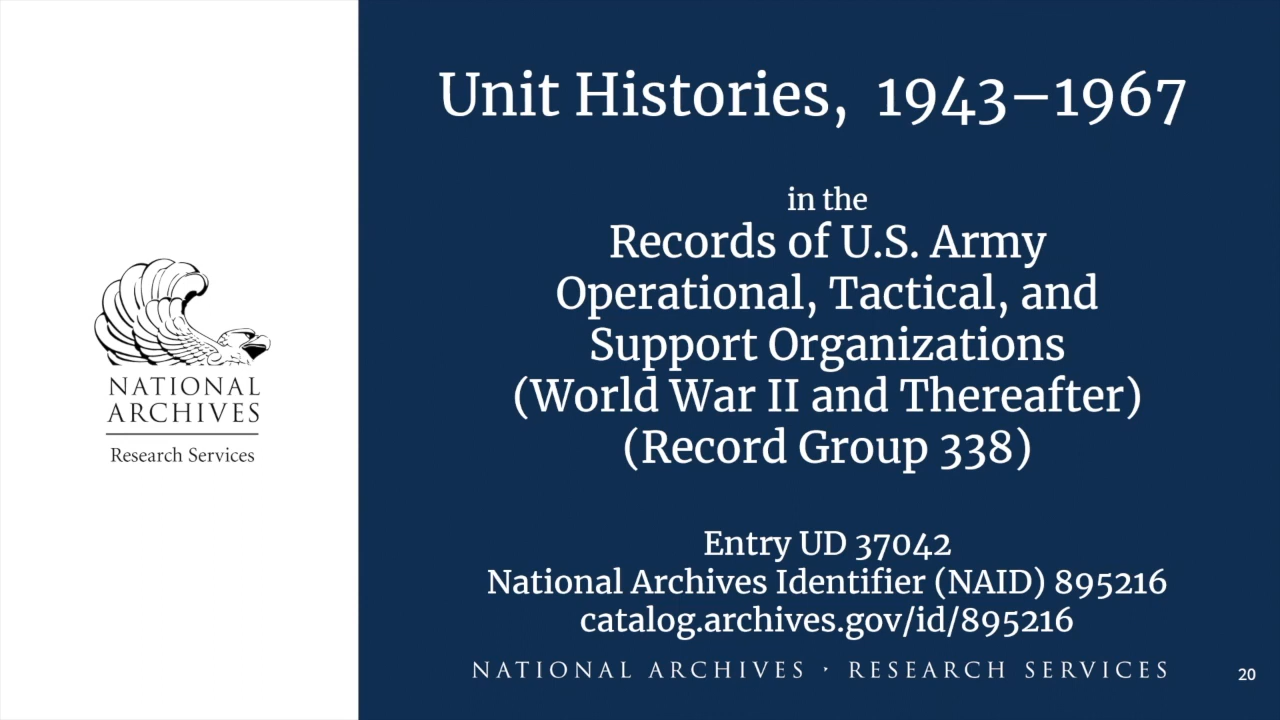 NATIONAL
ARCHIVES
Research Services
Unit Histories, 1943–1967
in the
Records of U.S. Army
Operational, Tactical, and
Support Organizations
(World War II and Thereafter)
(Record Group 338)
Entry UD 37042
National Archives Identifier (NAID) 895216
catalog.archives.gov/id/895216
NATIONAL ARCHIVES · RESEARCH SERVICES
20